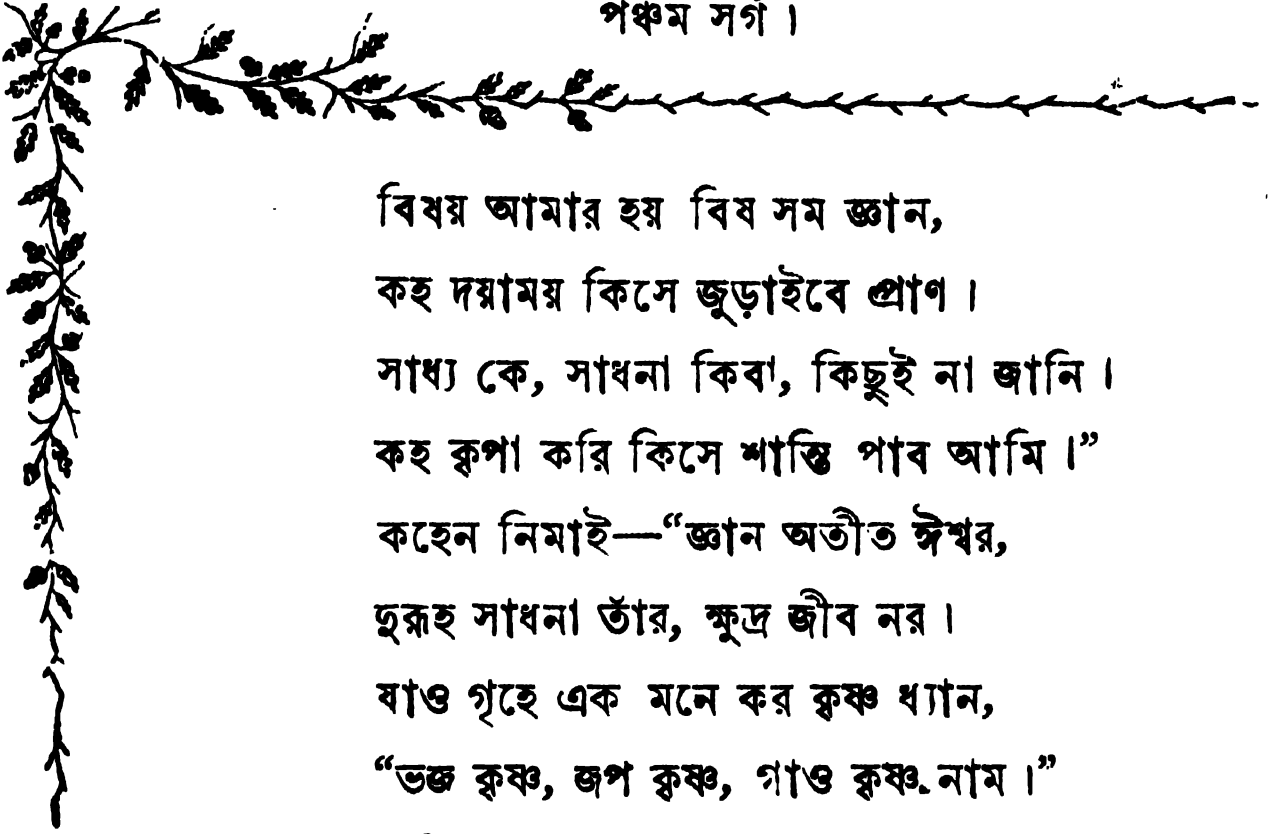 পঞ্চম সর্গ ।
বিষয় আমার হয় বিষ সম জ্ঞান,
কহ দয়াময় কিসে জুড়াইবে প্রাণ ।
সাধ্য কে, সাধনা কিবা, কিছুই না জানি ।
কহ কৃপা করি কিসে শান্তি পাব আমি ।”
কহেন নিমাই—“জ্ঞান অতীত ঈশ্বর,
দুরূহ সাধনা তাঁর, ক্ষুদ্র জীব নর ।
যাও গৃহে এক মনে কর কৃষ্ণ ধ্যান,
“ভজ কৃষ্ণ, জপ কৃষ্ণ, গাও কৃষ্ণ নাম ।”